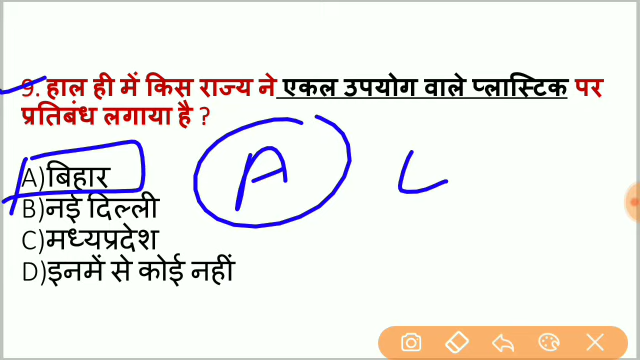 9. हाल ही में किस राज्य ने एकल उपयोग वाले प्लास्टिक पर
प्रतिबंध लगाया है ?
A)बिहार
A
B)नई दिल्ली
C)मध्यप्रदेश
D)इनमें से कोई नहीं